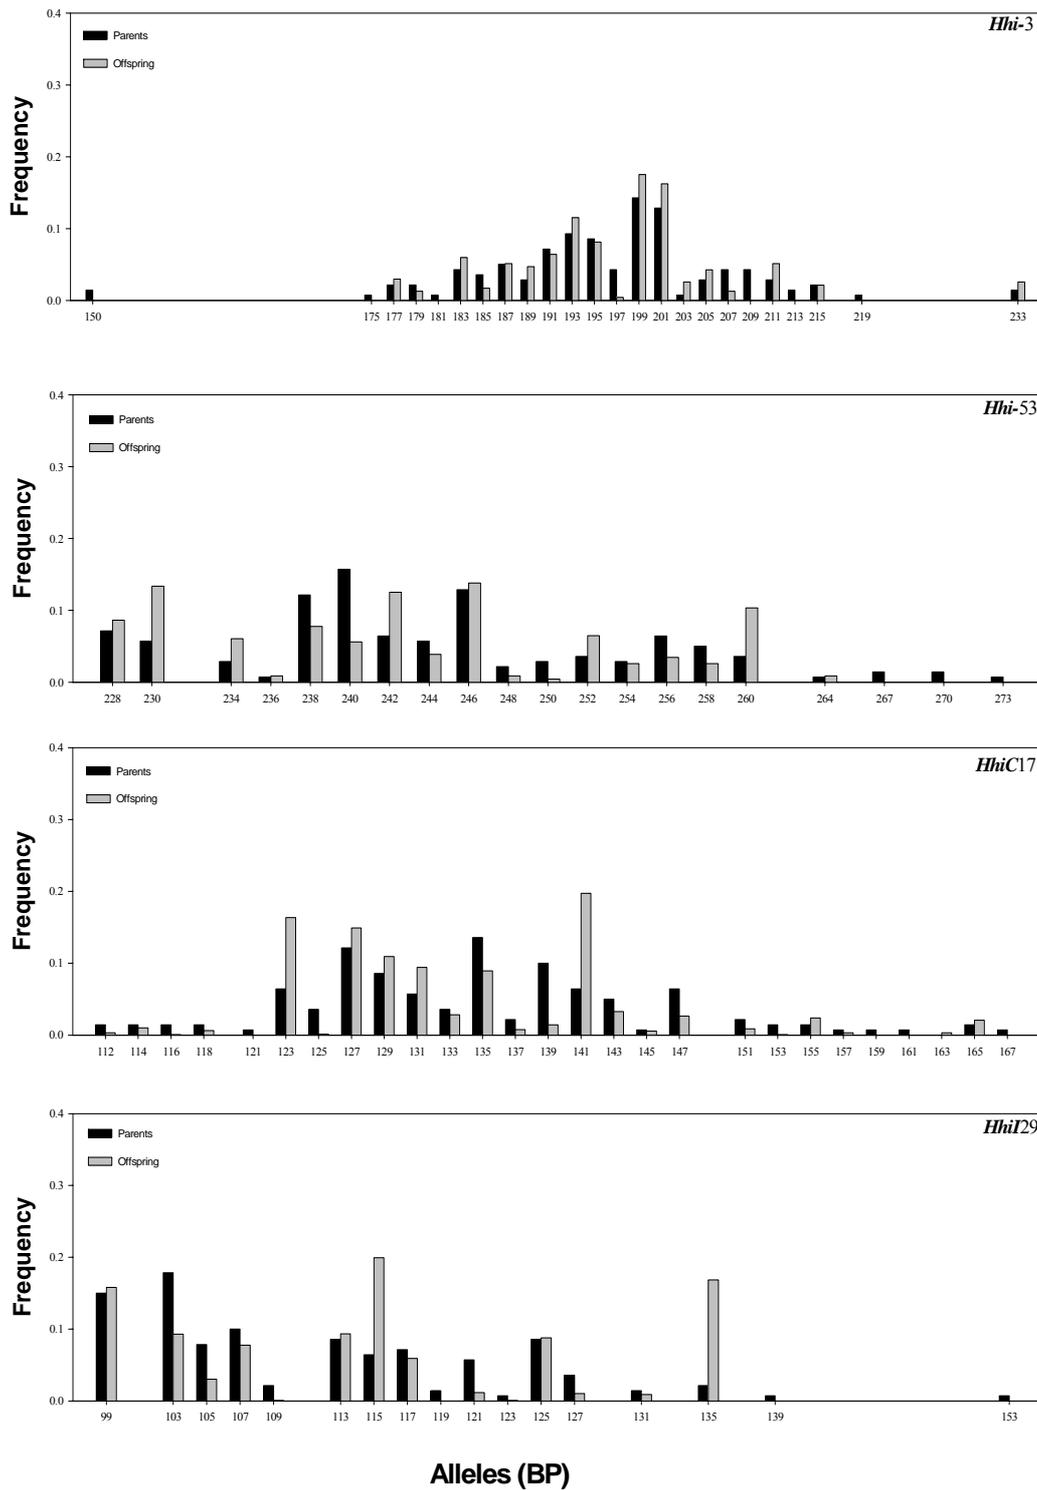 Hhi-3
0.4
Parents
Offspring
0.3
Frequency
0.2
0.1
0.0
150 175 177 179 181 183 185 187 189 191 193 195 197 199 201 203 205 207 209 211 213 215 219 233
Hhi-53
0.4
Parents
Offspring
0.3
Frequency
0.2
0.1
0.0
228 230 234 236 238 240 242 244 246 248 250 252 254 256 258 260 264 267 270 273
HhiC17
0.4
Parents
Offspring
0.3
Frequency
0.2
0.1
0.0
112 114 116 118 121 123 125 127 129 131 133 135 137 139 141 143 145 147 151 153 155 157 159 161 163 165 167
HhiI29
0.4
Parents
Offspring
0.3
Frequency
0.2
0.1
0.0
99 103 105 107 109 113 115 117 119 121 123 125 127 131 135 139 153
Alleles (BP)